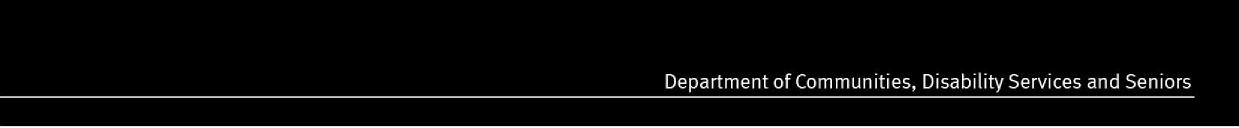 Department of Communities, Disability Services and Seniors